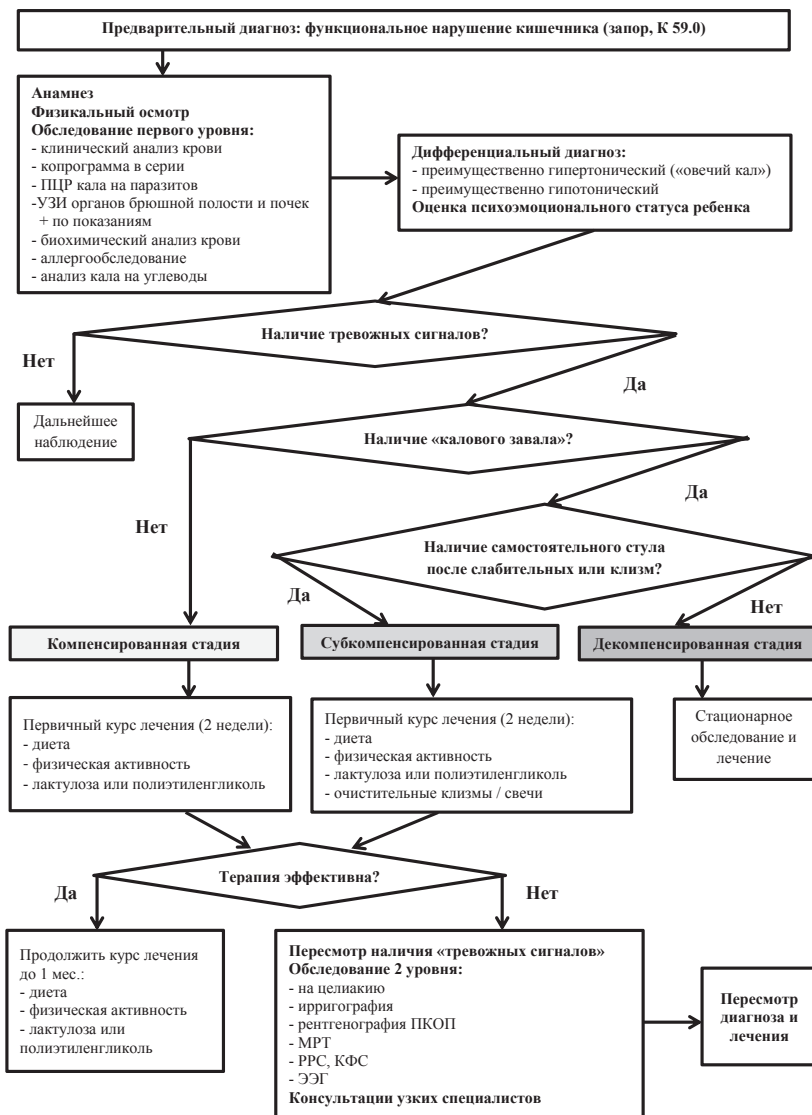 Предварительный диагноз: функциональное нарушение кишечника (запор, К 59.0)
Анамнез
Физикальный осмотр
Обследование первого уровня:
- клинический анализ крови
- копрограмма в серии
- ПЦР кала на паразитов
-УЗИ органов брюшной полости и почек
+ по показаниям
- биохимический анализ крови
- аллергообследование
- анализ кала на углеводы
Дифференциальный диагноз:
- преимущественно гипертонический («овечий кал»)
- преимущественно гипотонический
Оценка психоэмоционального статуса ребенка
Наличие тревожных сигналов?
Нет
Да
Дальнейшее
наблюдение
Наличие «калового завала»?
Нет
Да
Наличие самостоятельного стула
после слабительных или клизм?
Да
Нет
Компенсированная стадия
Субкомпенсированная стадия
Декомпенсированная стадия
Первичный курс лечения (2 недели):
- диета
- физическая активность
- лактулоза или полиэтиленгликоль
Первичный курс лечения (2 недели):
- диета
- физическая активность
- лактулоза или полиэтиленгликоль
- очистительные клизмы / свечи
Стационарное
обследование и
лечение
Терапия эффективна?
Да
Нет
Продолжить курс лечения
до 1 мес.:
- диета
- физическая активность
- лактулоза или
полиэтиленгликоль
Пересмотр наличия «тревожных сигналов»
Обследование 2 уровня:
- на целиакию
- ирригография
- рентгенография ПКОП
- МРТ
- РРС, КФС
- ЭЭГ
Консультации узких специалистов
Пересмотр
диагноза и
лечения